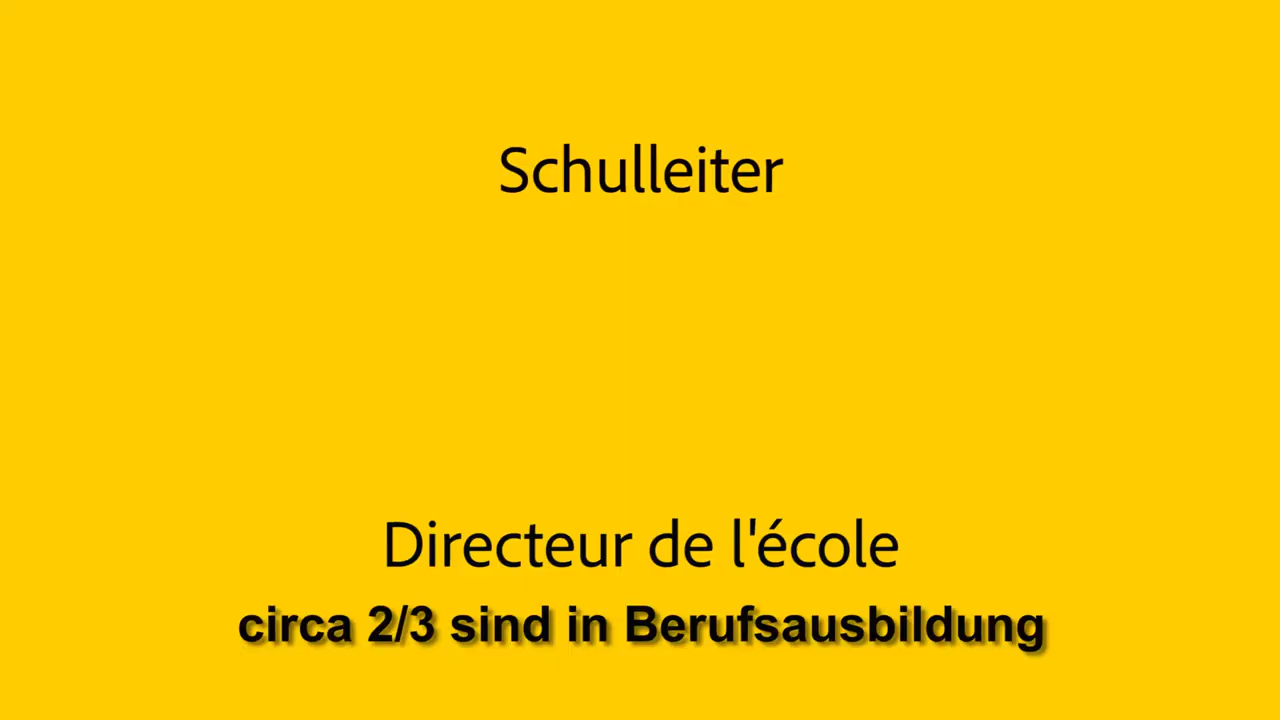 Schulleiter
Directeur de l'école
circa 2/3 sind in Berufsausbildung